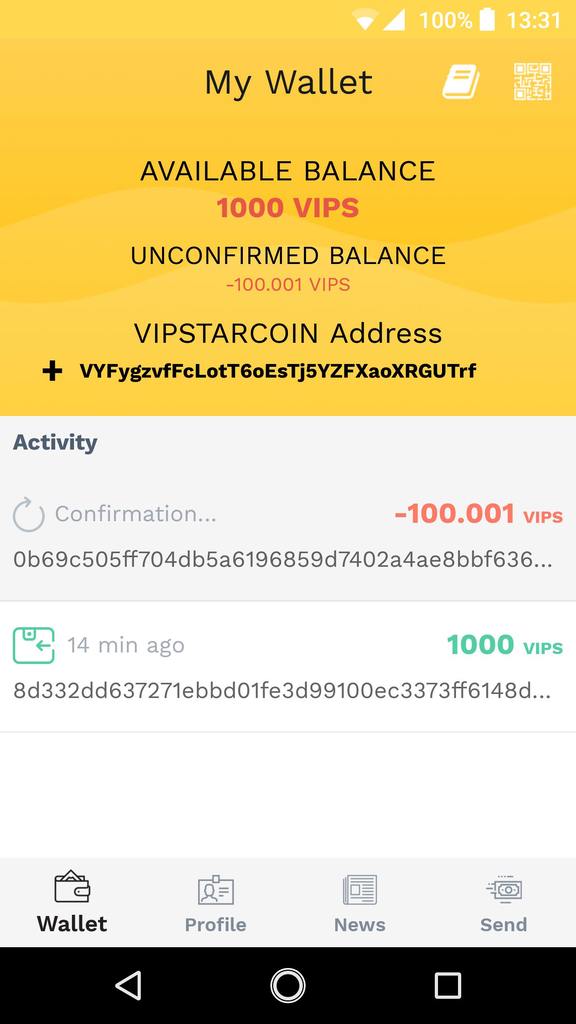 100% 13:31
My Wallet
AVAILABLE BALANCE
1000 VIPS
UNCONFIRMED BALANCE
-100.001 VIPS
VIPSTARCOIN Address
+ VYFygzvfFcLotT6oEsTj5YZFXaoXRGUTrf
Activity
Confirmation... -100.001 VIPS
0b69c505ff704db5a6196859d7402a4ae8bbf636...
14 min ago 1000 VIPS
8d332dd637271ebbd01fe3d99100ec3373ff6148d...
Wallet Profile News Send